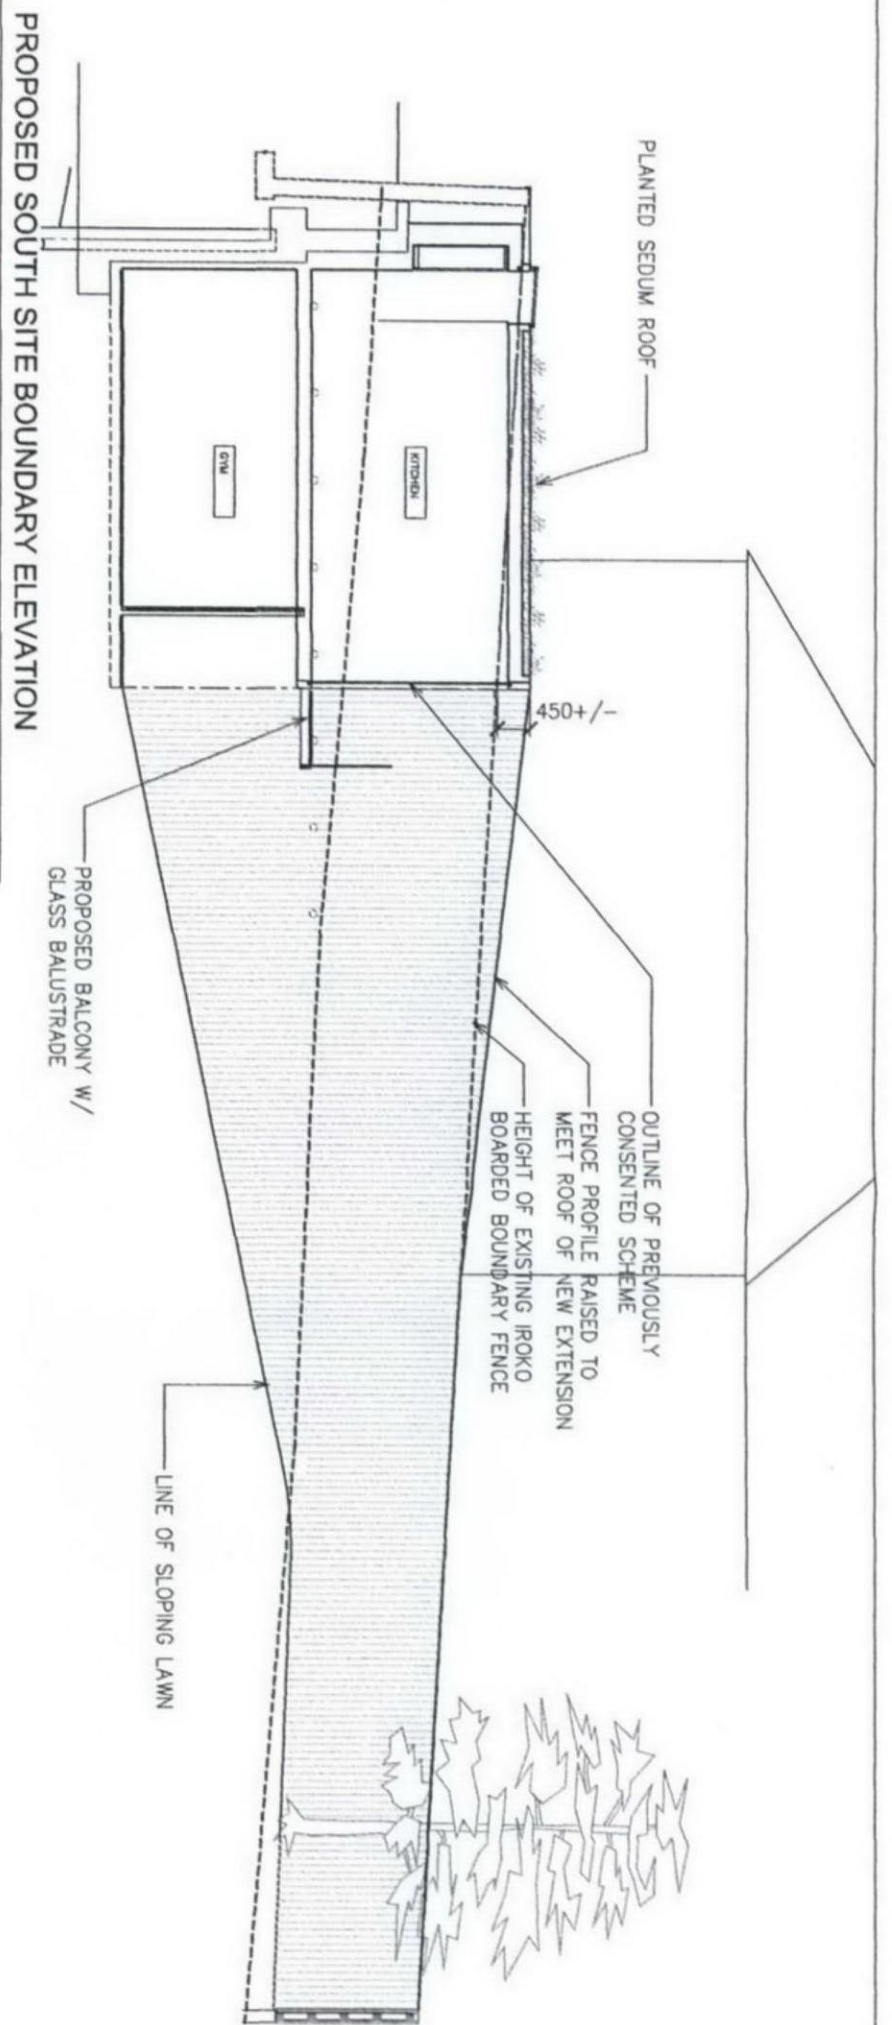 PLANTED SEDUM ROOF
450+/-
OUTLINE OF PREVIOUSLY
CONSENTED SCHEME
FENCE PROFILE RAISED TO
MEET ROOF OF NEW EXTENSION
HEIGHT OF EXISTING IROKO
BOARDED BOUNDARY FENCE
KITCHEN
GYM
LINE OF SLOPING LAWN
PROPOSED BALCONY W/
GLASS BALUSTRADE
PROPOSED SOUTH SITE BOUNDARY ELEVATION